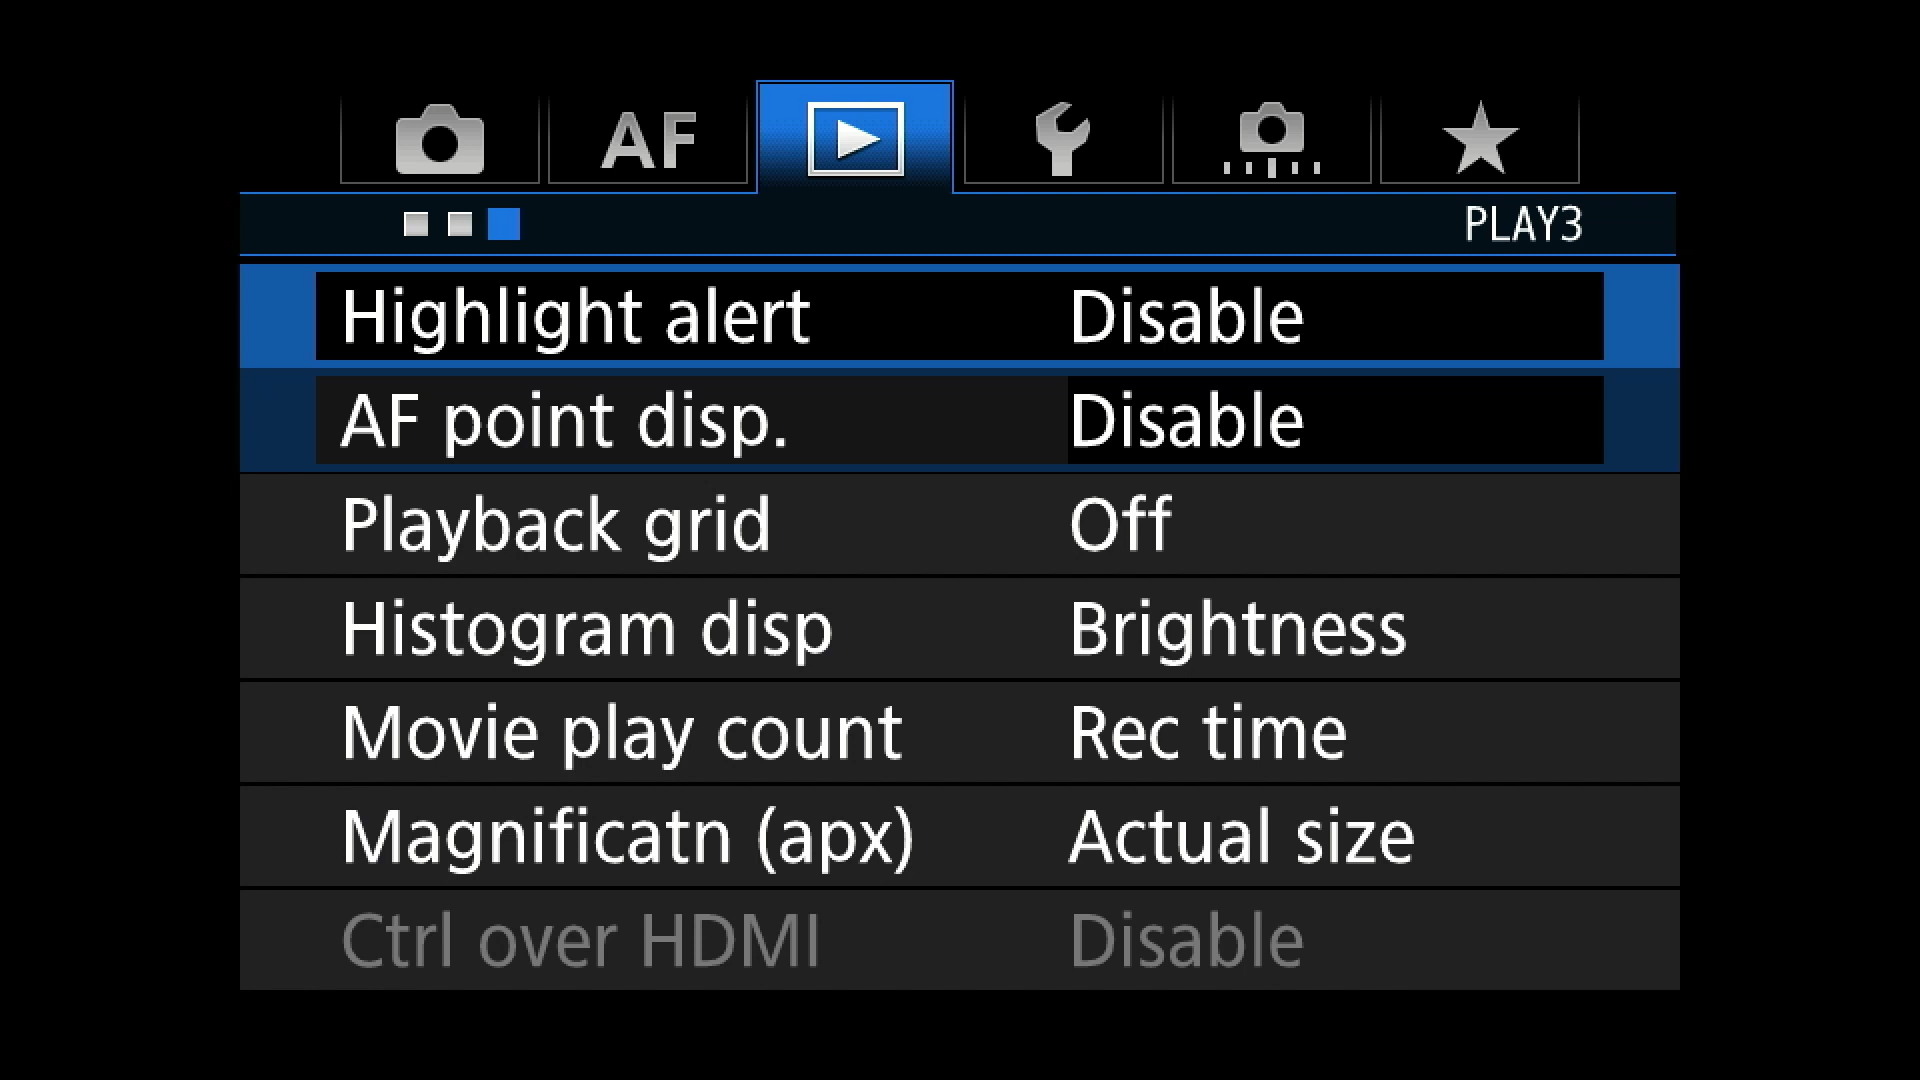 AF
PLAY3
Highlight alert Disable
AF point disp. Disable
Playback grid Off
Histogram disp Brightness
Movie play count Rec time
Magnificatn (apx) Actual size
Ctrl over HDMI Disable